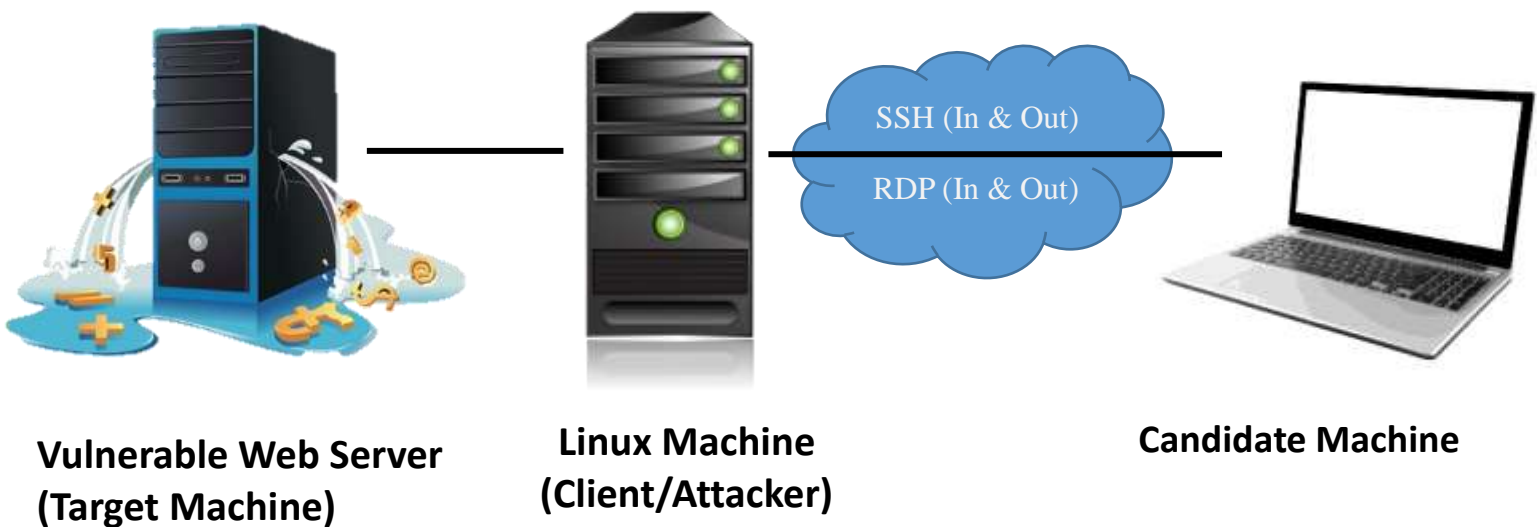 SSH (In & Out)
RDP (In & Out)
Vulnerable Web Server
(Target Machine)
Linux Machine
(Client/Attacker)
Candidate Machine